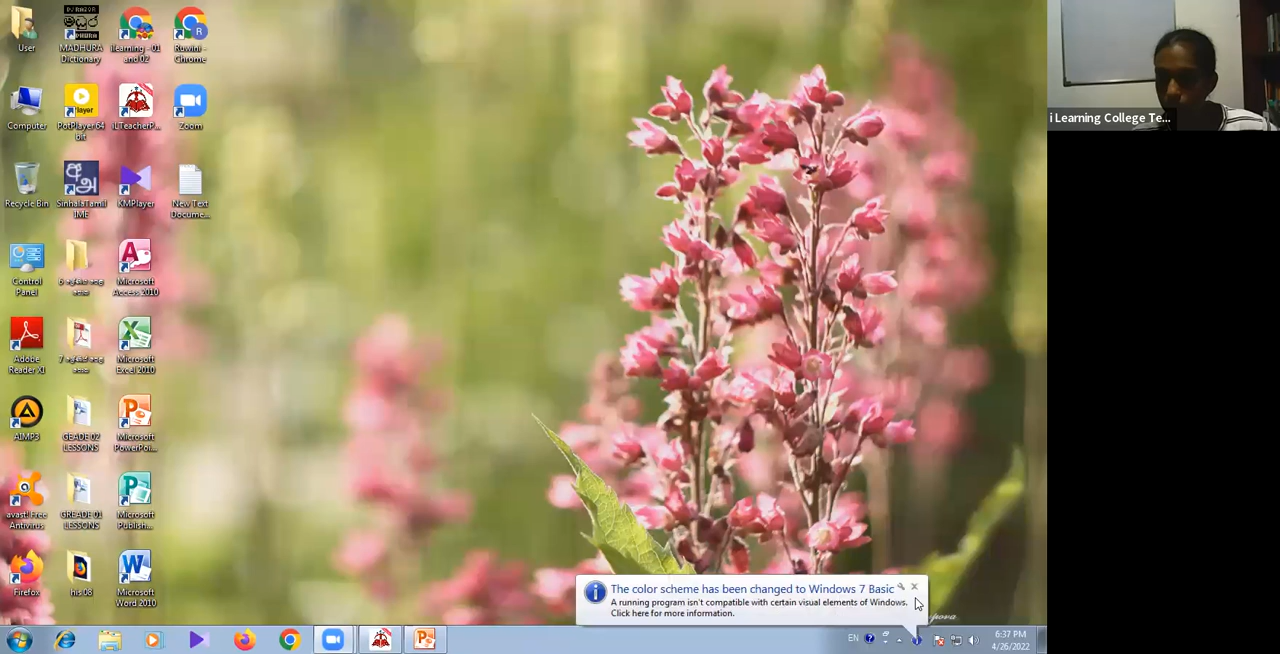 User
MADHURA
Dictionary
ilearning - 01
and 02
Ruwini -
Chrome
Computer
PotPlayer 64
bit
iLTeacherP...
Zoom
Recycle Bin
SinhalaTamil
IME
KMPlayer
New Text
Docume...
Control
Panel
Microsoft
Access 2010
Adobe
Reader XI
Microsoft
Excel 2010
AIMP3
GEADE 02
LESSONS
Microsoft
PowerPoi...
avast! Free
Antivirus
GREADE 01
LESSONS
Microsoft
Publish...
Firefox
his 08
Microsoft
Word 2010
i Learning College Te...
The color scheme has been changed to Windows 7 Basic
A running program isn't compatible with certain visual elements of Windows.
Click here for more information.
EN
6:37 PM
4/26/2022